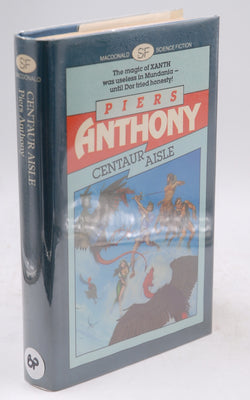 MACDONALD SF SCIENCE FICTION
The magic of XANTH
was useless in Mundania –
until Dor tried honesty!
PIERS
ANTHONY
CENTAUR
AISLE
SF
MACDONALD
CENTAUR AISLE
Piers Anthony